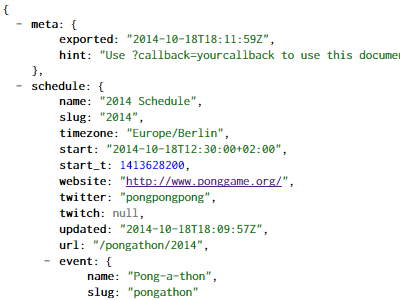 {
- meta: {
exported: "2014-10-18T18:11:59Z",
hint: "Use ?callback=yourcallback to use this docume
},
- schedule: {
name: "2014 Schedule",
slug: "2014",
timezone: "Europe/Berlin",
start: "2014-10-18T12:30:00+02:00",
start_t: 1413628200,
website: "http://www.ponggame.org/",
twitter: "pongpongpong",
twitch: null,
updated: "2014-10-18T18:09:57Z",
url: "/pongathon/2014",
- event: {
name: "Pong-a-thon",
slug: "pongathon"